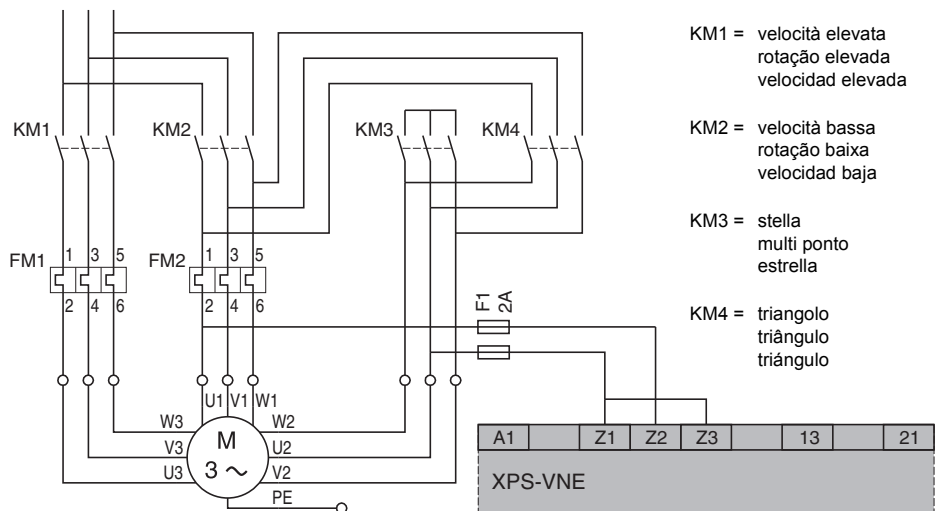 KM1 = velocità elevata
rotação elevada
velocidad elevada
KM1 KM2 KM3 KM4
KM2 = velocità bassa
rotação baixa
velocidad baja
KM3 = stella
multi ponto
estrella
FM1 1 3 5 FM2 1 3 5
2 4 6 2 4 6
F1
2A
KM4 = triangolo
triângulo
triángulo
U1 V1 W1
W3 W2
V3 M U2
3 ~
U3 V2
PE
A1 Z1 Z2 Z3 13 21
XPS-VNE